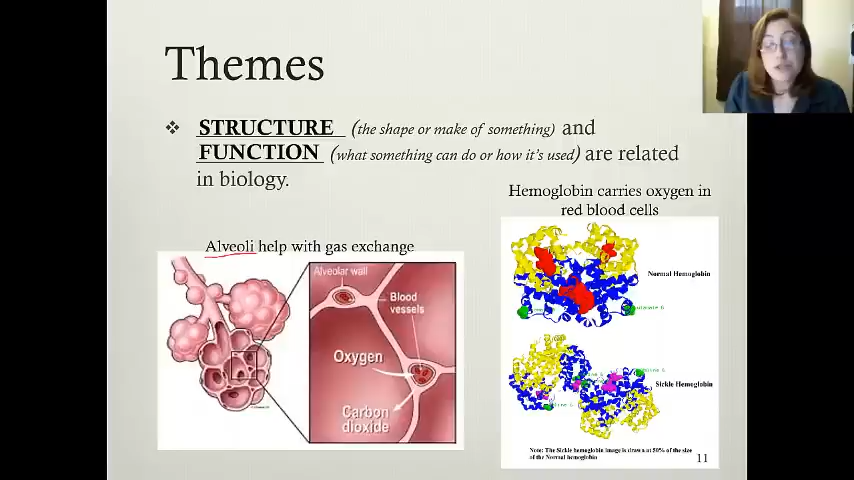 Themes
❖ STRUCTURE (the shape or make of something) and
FUNCTION (what something can do or how it's used) are related
in biology.
Hemoglobin carries oxygen in
red blood cells
Alveoli help with gas exchange
Alveolar wall
Blood
vessels
Oxygen
Carbon
dioxide
Normal Hemoglobin
Sickle Hemoglobin
Note: The Sickle hemoglobin image is draw n at 50% of the size
of the Normal hemoglobin
11